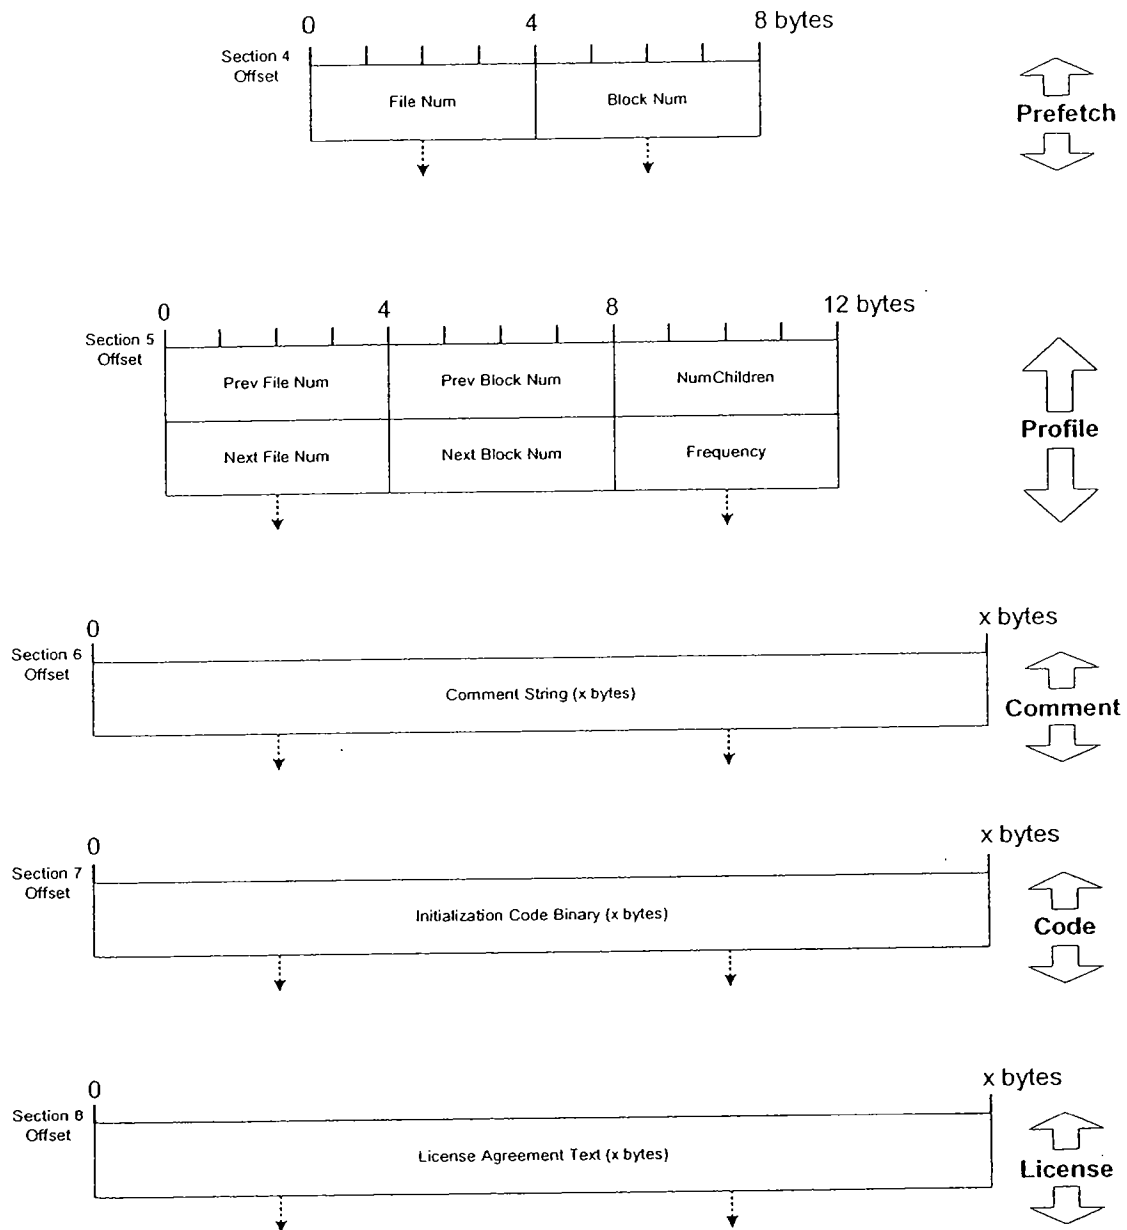 0 4 8 bytes
Section 4
Offset
File Num Block Num
Prefetch
0 4 8 12 bytes
Section 5
Offset
Prev File Num Prev Block Num NumChildren
Next File Num Next Block Num Frequency
Profile
0 x bytes
Section 6
Offset
Comment String (x bytes)
Comment
0 x bytes
Section 7
Offset
Initialization Code Binary (x bytes)
Code
0 x bytes
Section 8
Offset
License Agreement Text (x bytes)
License